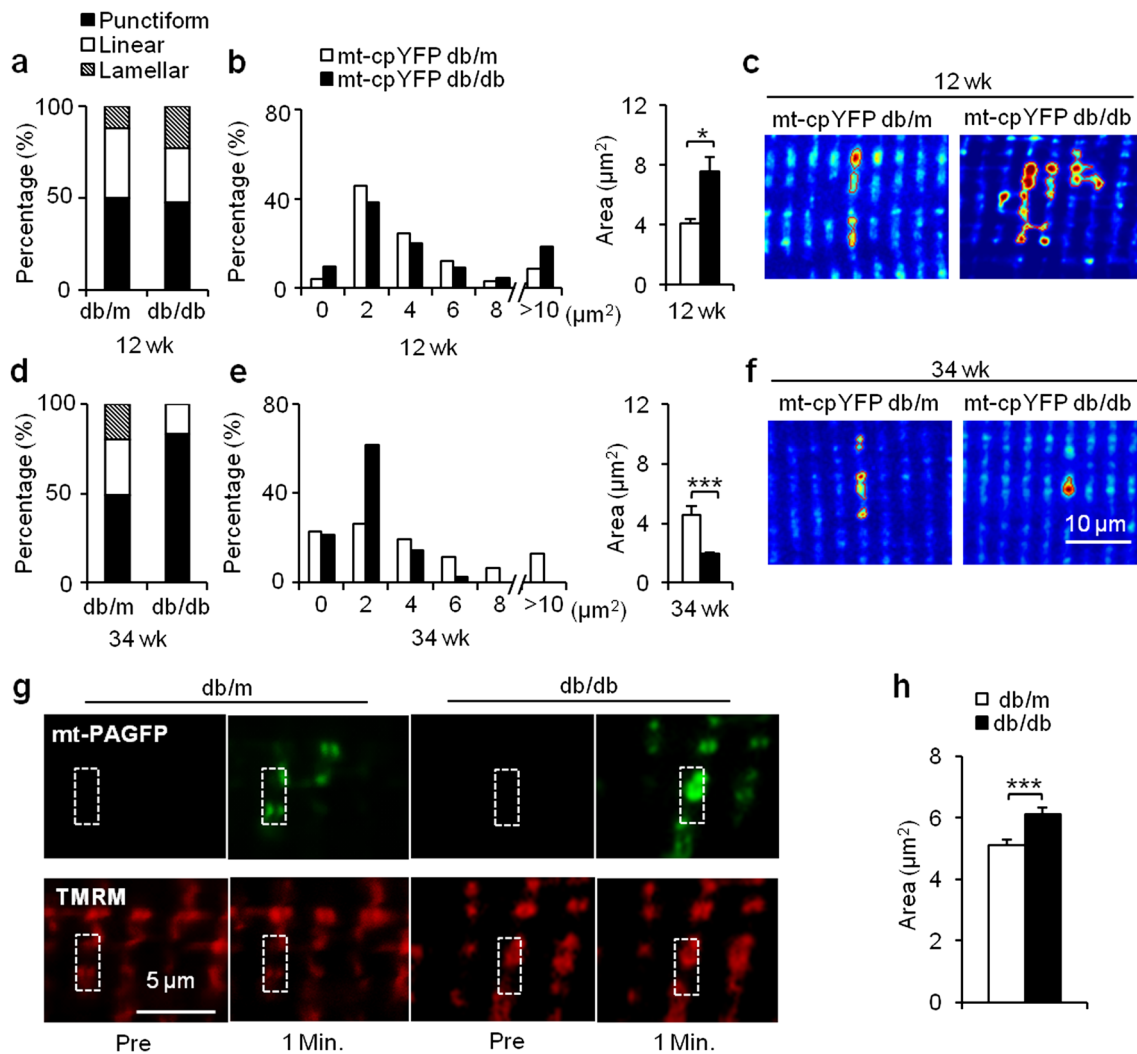 Punctiform
Linear
Lamellar
a
Percentage (%)
100
50
0
db/m db/db
12 wk
b
mt-cpYFP db/m
mt-cpYFP db/db
Percentage (%)
80
40
0
0 2 4 6 8 >10 (µm²)
12 wk
Area (µm²)
12
8
4
0
*
12 wk
c
12 wk
mt-cpYFP db/m mt-cpYFP db/db
d
Percentage (%)
100
50
0
db/m db/db
34 wk
e
Percentage (%)
80
40
0
0 2 4 6 8 >10 (µm²)
34 wk
Area (µm²)
12
8
4
0
***
34 wk
f
34 wk
mt-cpYFP db/m mt-cpYFP db/db
10 µm
g
db/m db/db
mt-PAGFP
TMRM
5 µm
Pre 1 Min. Pre 1 Min.
h
db/m
db/db
Area (µm²)
8
6
4
2
0
***